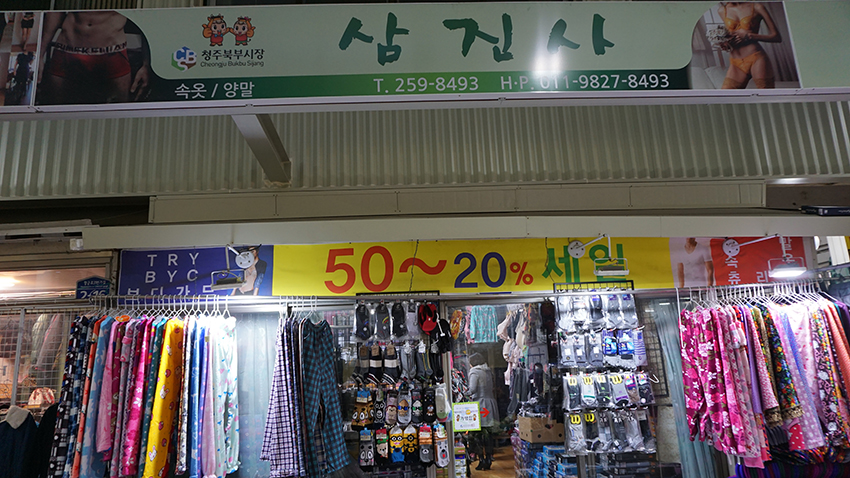 CB
청주북부시장
Cheongju Bukbu Sijang
삼진사
속옷 / 양말
T. 259-8493 H·P. 011-9827-8493
TRY
BYC
50~20% 세일